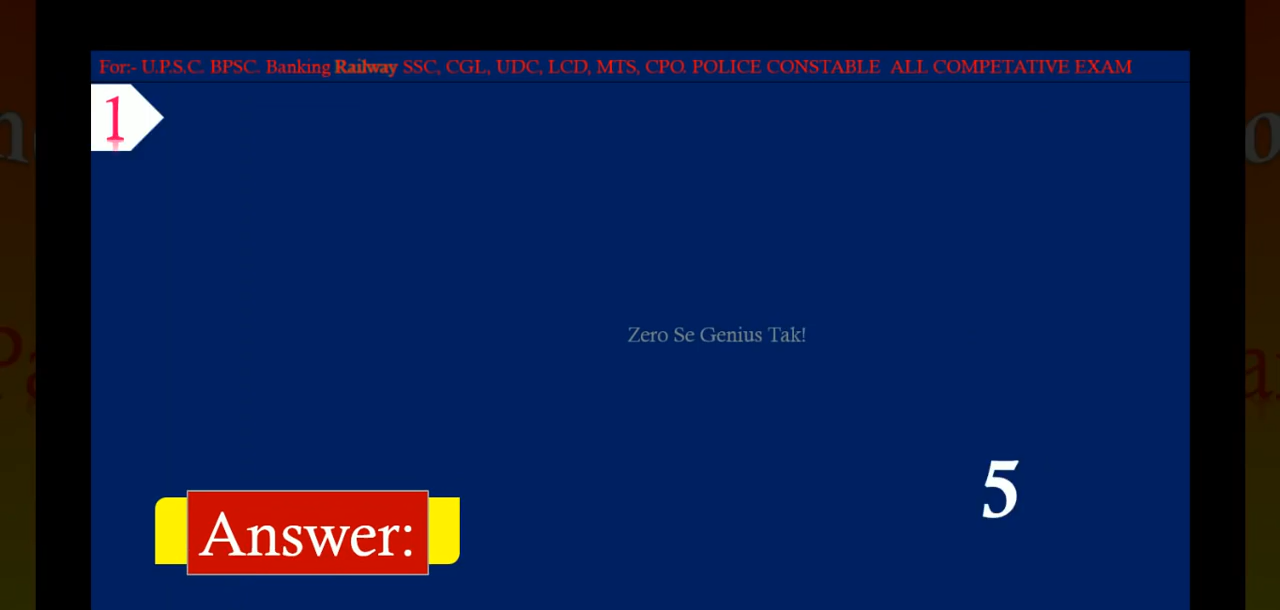 For:- U.P.S.C. BPSC. Banking Railway SSC, CGL, UDC, LCD, MTS, CPO. POLICE CONSTABLE ALL COMPETATIVE EXAM
1
Zero Se Genius Tak!
5
Answer: